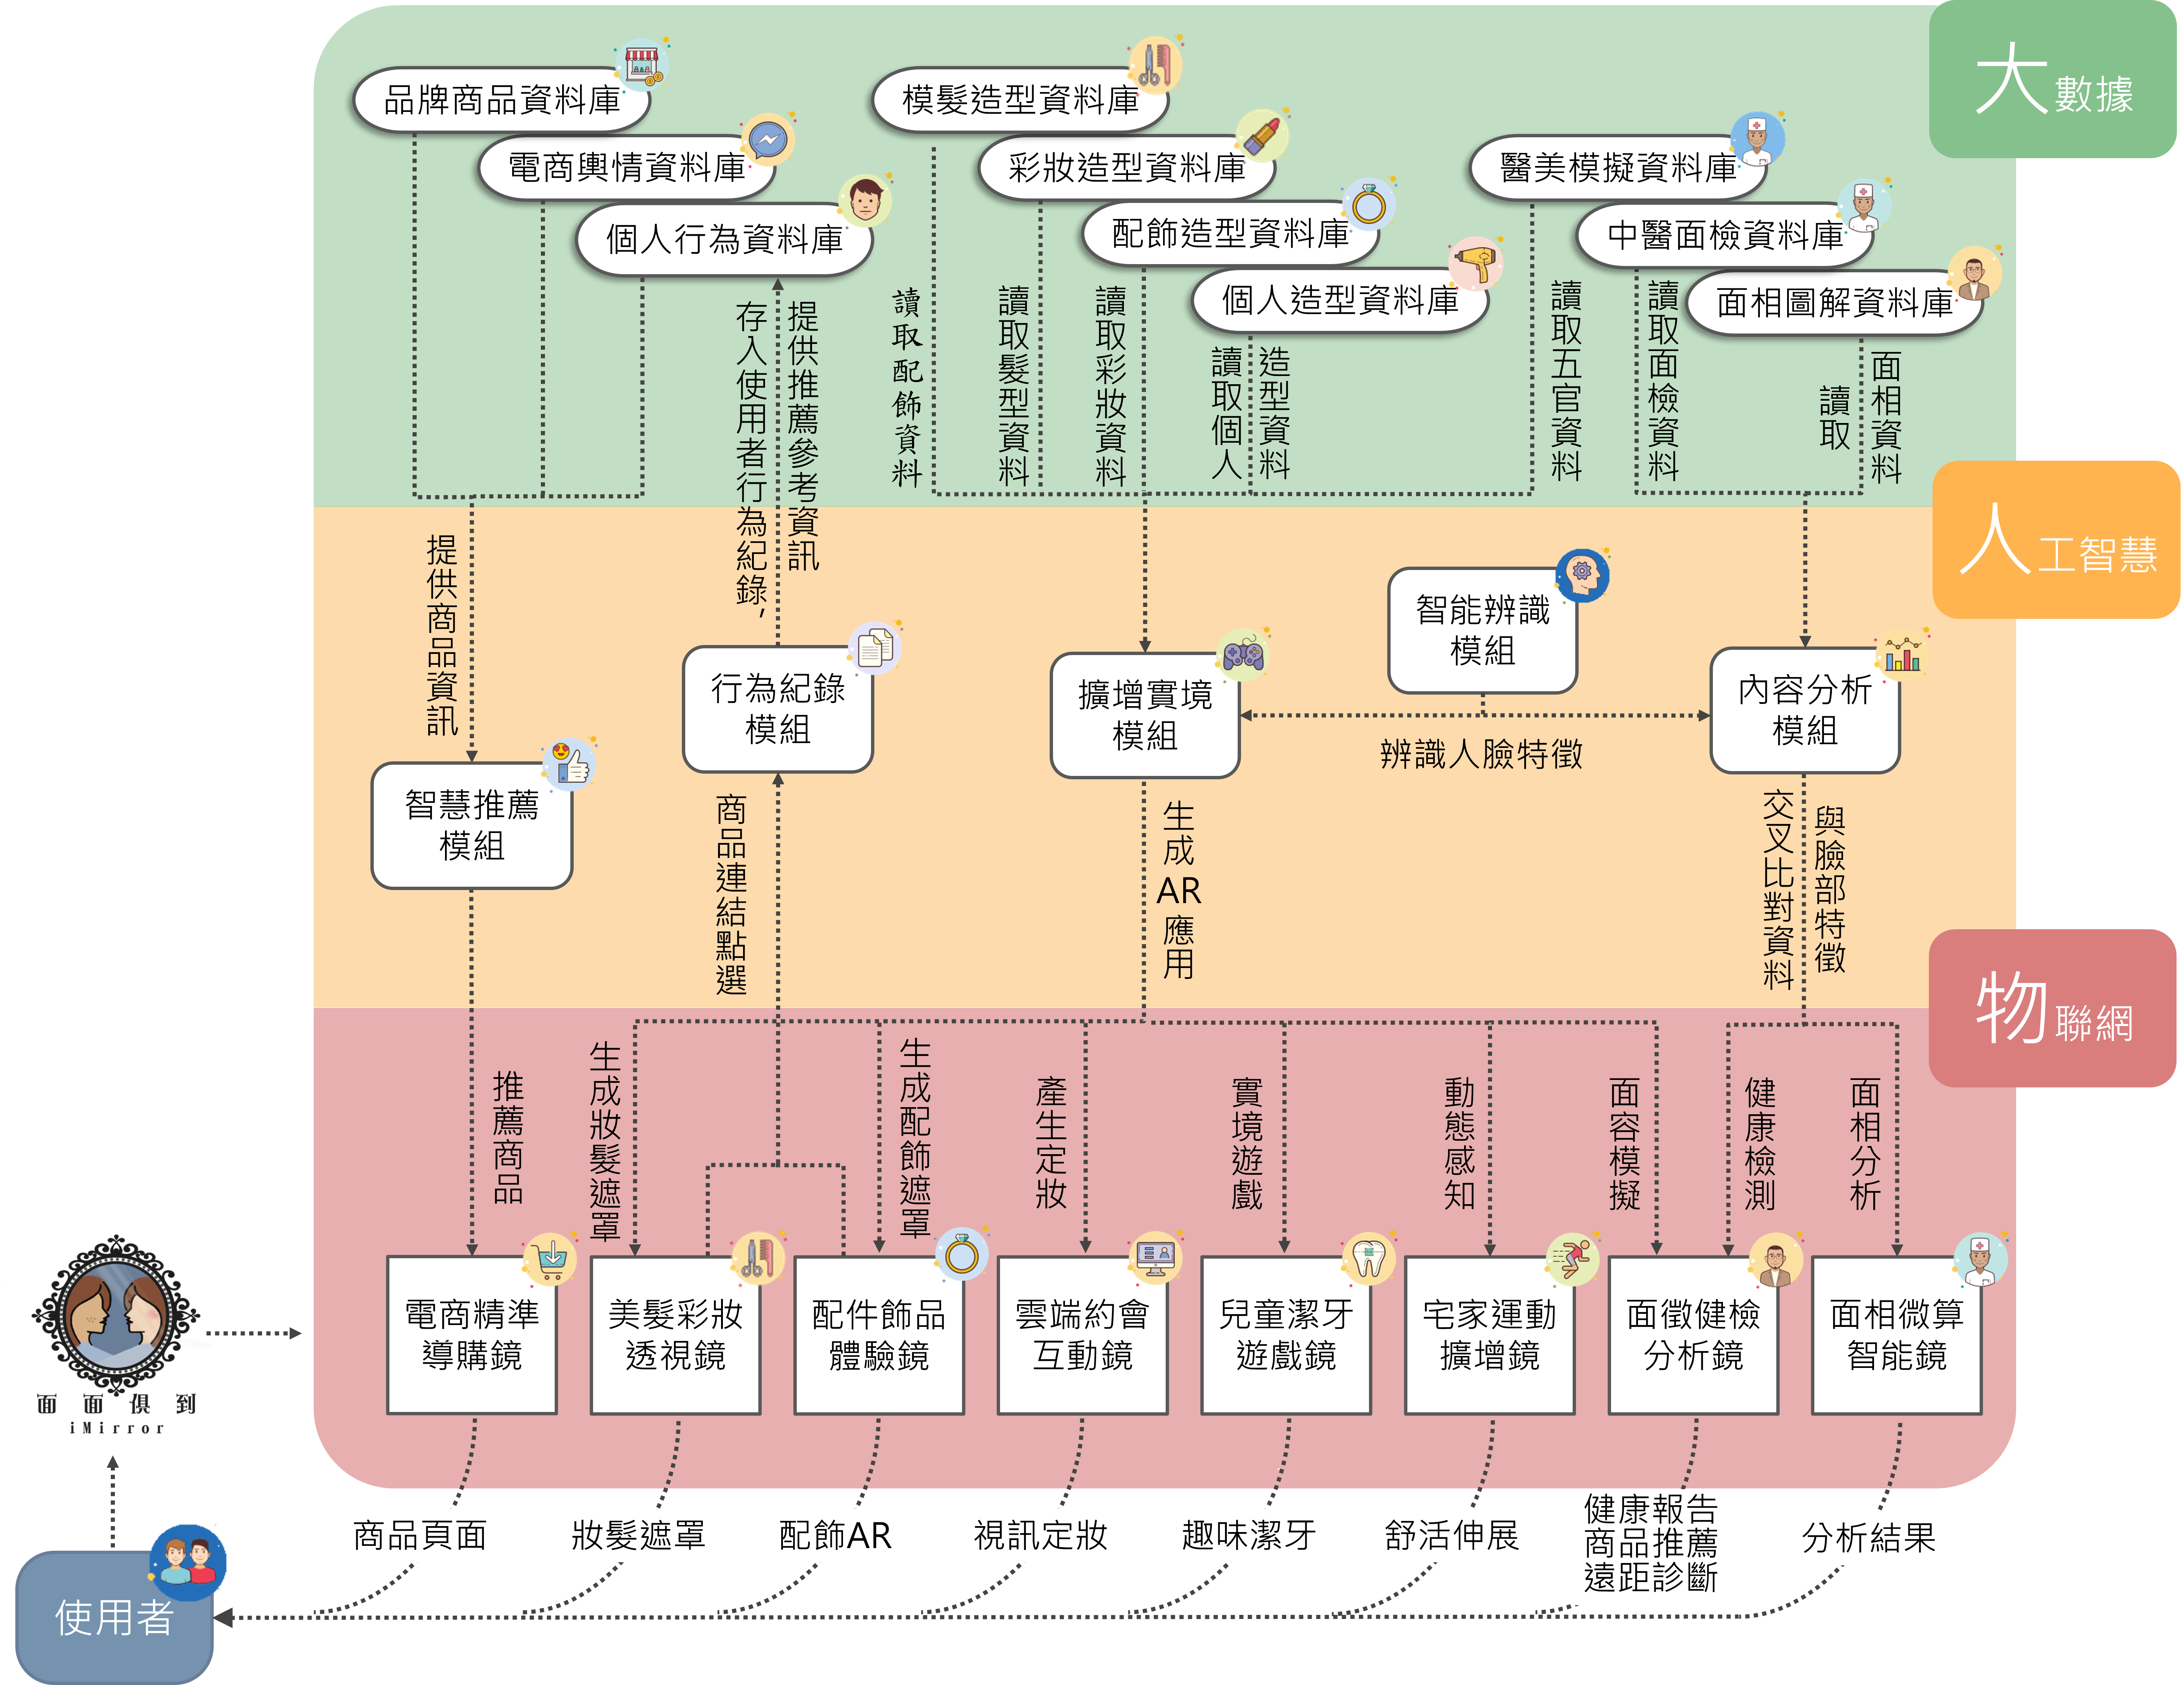 大數據
品牌商品資料庫
電商輿情資料庫
個人行為資料庫
模髮造型資料庫
彩妝造型資料庫
配飾造型資料庫
個人造型資料庫
醫美模擬資料庫
中醫面檢資料庫
面相圖解資料庫
存入使用者行為紀錄,
提供推薦參考資訊
讀取配飾資料
讀取髮型資料
讀取彩妝資料
讀取個人
造型資料
讀取五官資料
讀取面檢資料
讀取
面相資料
人工智慧
提供商品資訊
智慧推薦
模組
行為紀錄
模組
擴增實境
模組
智能辨識
模組
內容分析
模組
辨識人臉特徵
商品連結點選
生成AR應用
交叉比對資料
與臉部特徵
物聯網
推薦商品
生成妝髮遮罩
生成配飾遮罩
產生定妝
實境遊戲
動態感知
面容模擬
健康檢測
面相分析
電商精準
導購鏡
美髮彩妝
透視鏡
配件飾品
體驗鏡
雲端約會
互動鏡
兒童潔牙
遊戲鏡
宅家運動
擴增鏡
面徵健檢
分析鏡
面相微算
智能鏡
面面俱到
iMirror
商品頁面
妝髮遮罩
配飾AR
視訊定妝
趣味潔牙
舒活伸展
健康報告
商品推薦
遠距診斷
分析結果
使用者